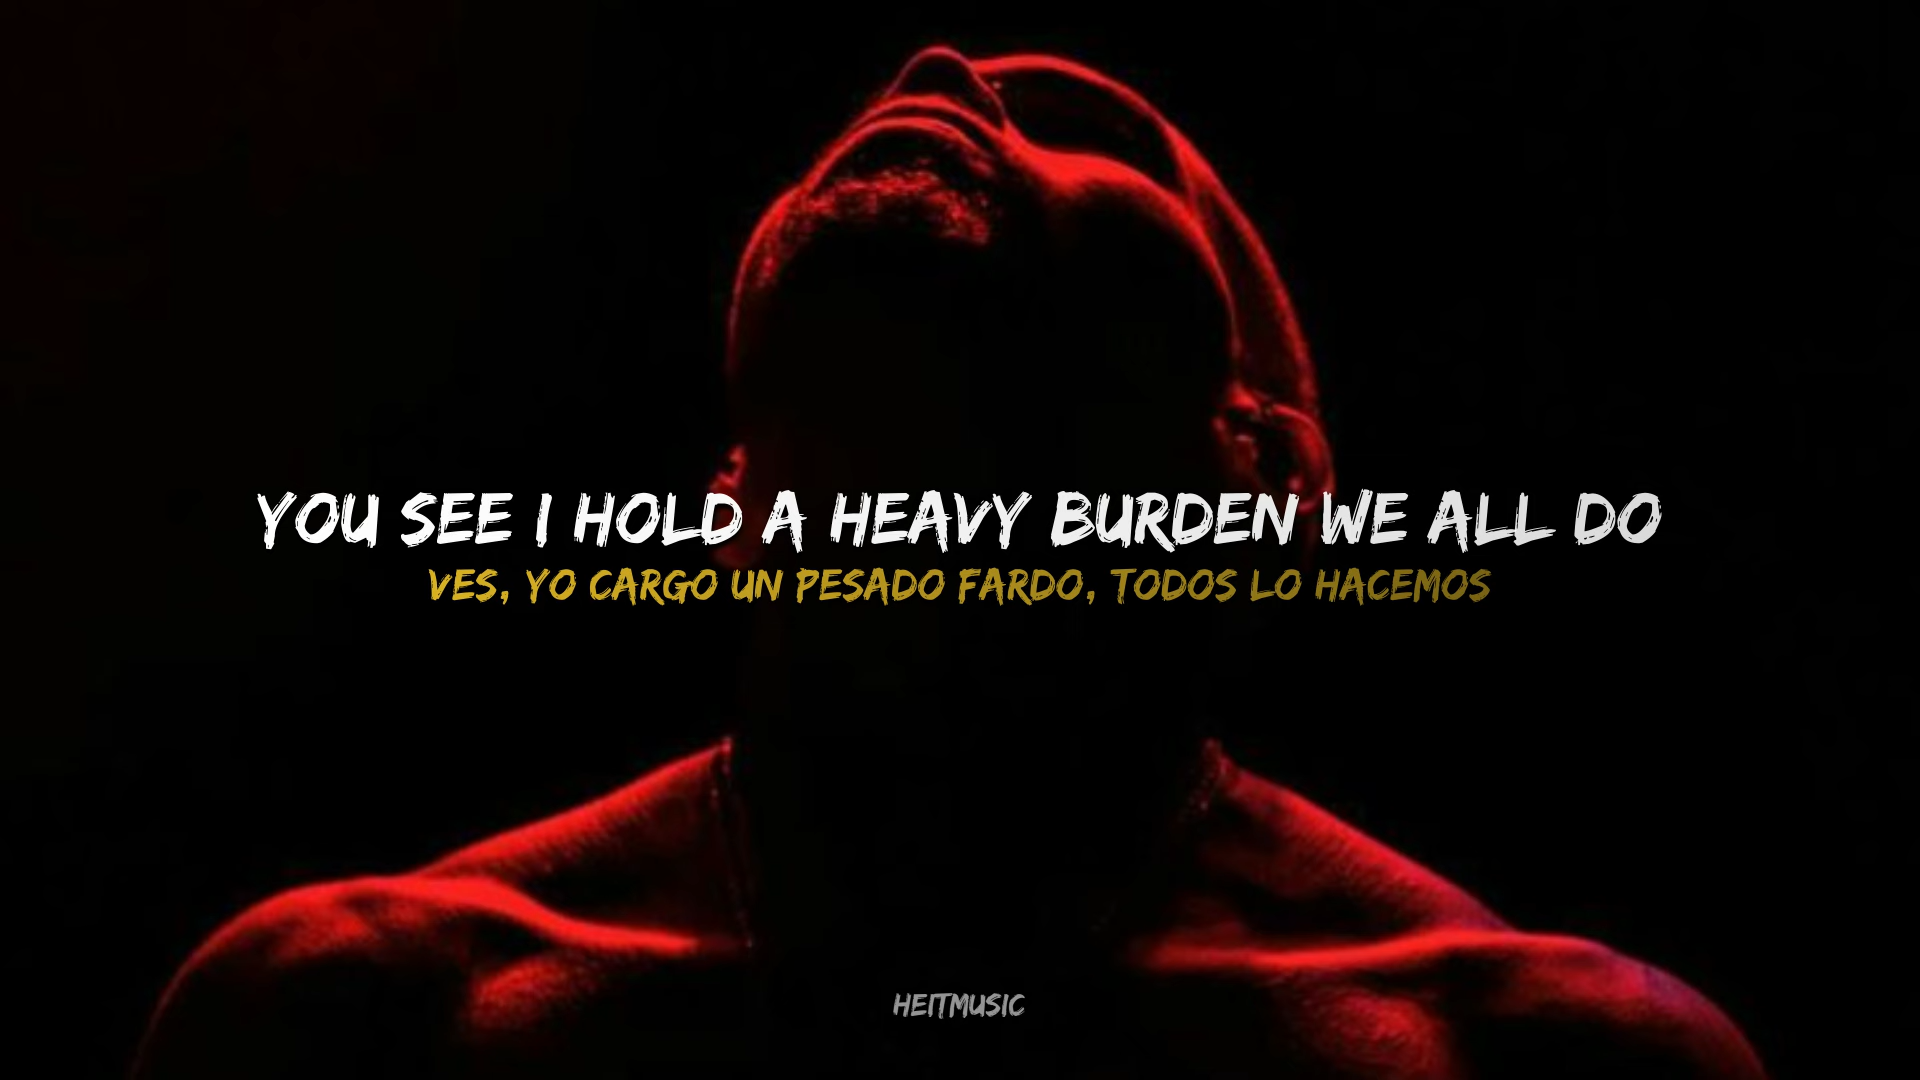 YOU SEE I HOLD A HEAVY BURDEN WE ALL DO
VES, YO CARGO UN PESADO FARDO, TODOS LO HACEMOS
HEITMUSIC